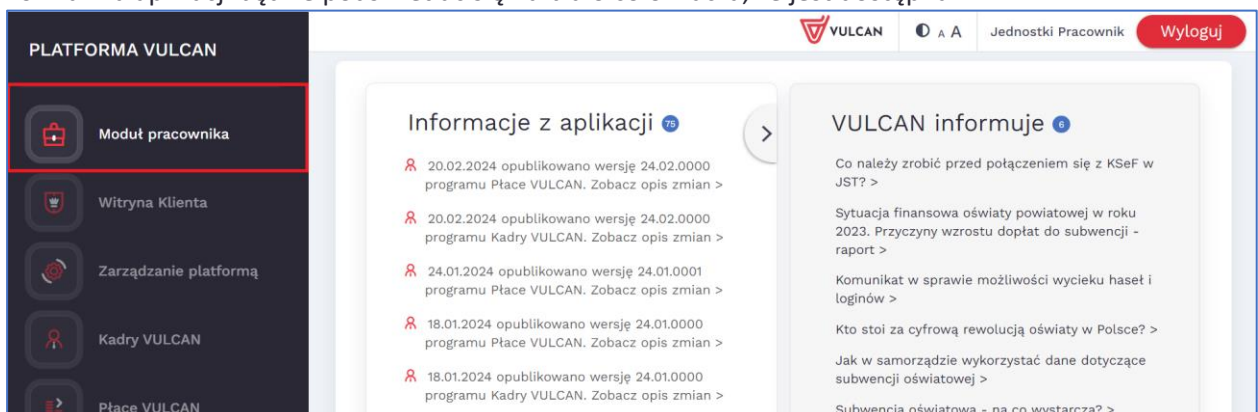 PLATFORMA VULCAN
Moduł pracownika
Witryna Klienta
Zarządzanie platformą
Kadry VULCAN
Płace VULCAN
VULCAN
A A
Jednostki Pracownik
Wyloguj
Informacje z aplikacji 75
20.02.2024 opublikowano wersję 24.02.0000
programu Płace VULCAN. Zobacz opis zmian >
20.02.2024 opublikowano wersję 24.02.0000
programu Kadry VULCAN. Zobacz opis zmian >
24.01.2024 opublikowano wersję 24.01.0001
programu Płace VULCAN. Zobacz opis zmian >
18.01.2024 opublikowano wersję 24.01.0000
programu Płace VULCAN. Zobacz opis zmian >
18.01.2024 opublikowano wersję 24.01.0000
programu Kadry VULCAN. Zobacz opis zmian >
VULCAN informuje 6
Co należy zrobić przed połączeniem się z KSeF w
JST? >
Sytuacja finansowa oświaty powiatowej w roku
2023. Przyczyny wzrostu dopłat do subwencji -
raport >
Komunikat w sprawie możliwości wycieku haseł i
loginów >
Kto stoi za cyfrową rewolucją oświaty w Polsce? >
Jak w samorządzie wykorzystać dane dotyczące
subwencji oświatowej >
Subwencja oświatowa - na co wystarcza? >